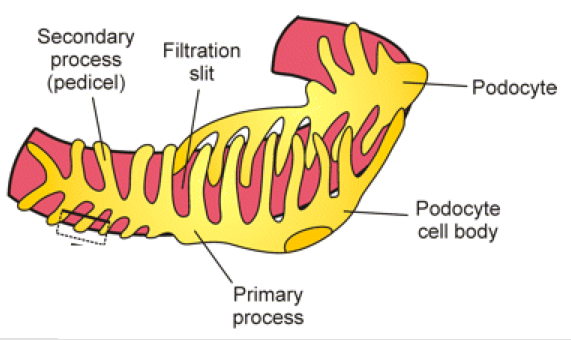 Secondary
process
(pedicel)
Filtration
slit
Podocyte
Podocyte
cell body
Primary
process